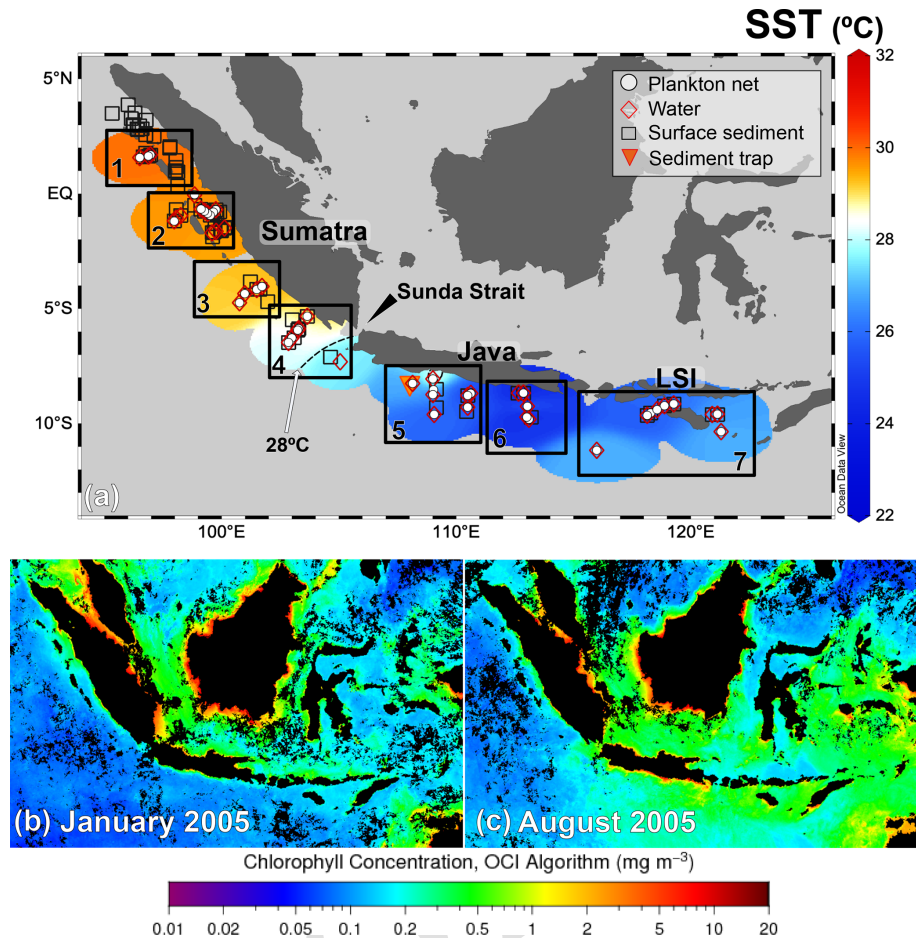 SST (ºC)
5°N
EQ
5°S
10°S
100°E
110°E
120°E
Plankton net
Water
Surface sediment
Sediment trap
1
2
Sumatra
3
Sunda Strait
4
Java
LSI
28ºC
5
6
7
(a)
Ocean Data View
32
30
28
26
24
22
(b) January 2005
(c) August 2005
Chlorophyll Concentration, OCI Algorithm (mg m⁻³)
0.01 0.02 0.05 0.1 0.2 0.5 1 2 5 10 20